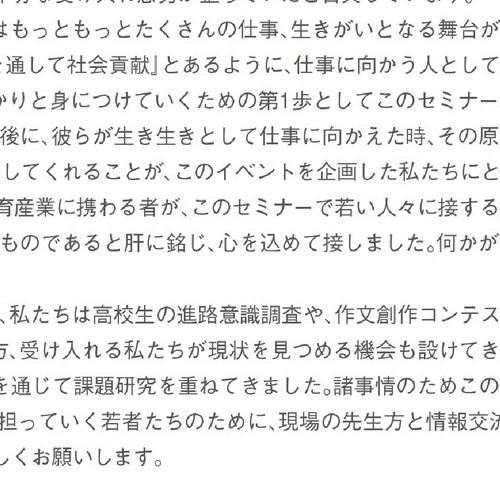 はもっともっとたくさんの仕事、生きがいとなる舞台が
を通して社会貢献』とあるように、仕事に向かう人として
かりと身につけていくための第1歩としてこのセミナー
後に、彼らが生き生きとして仕事に向かえた時、その原
してくれることが、このイベントを企画した私たちにと
育産業に携わる者が、このセミナーで若い人々に接する
ものであると肝に銘じ、心を込めて接しました。何かが
、私たちは高校生の進路意識調査や、作文創作コンテス
方、受け入れる私たちが現状を見つめる機会も設けてき
を通じて課題研究を重ねてきました。諸事情のためこの
担っていく若者たちのために、現場の先生方と情報交流
しくお願いします。